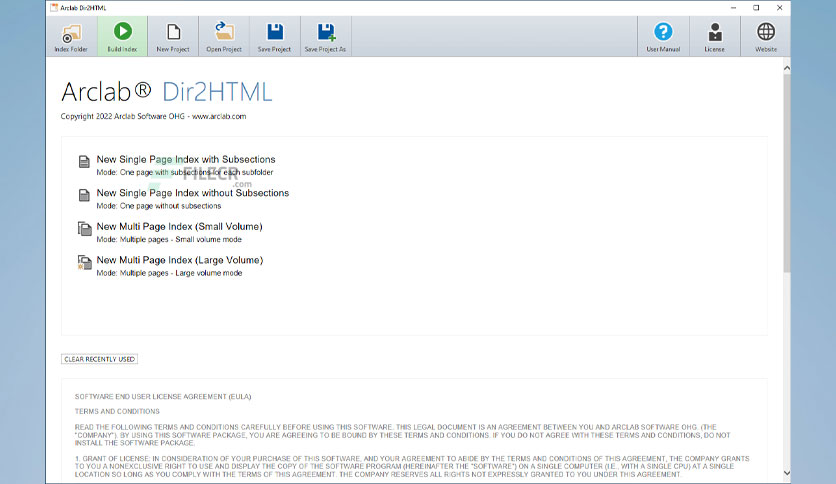 Arclab Dir2HTML
Index Folder
Build Index
New Project
Open Project
Save Project
Save Project As
User Manual
License
Website
Arclab® Dir2HTML
Copyright 2022 Arclab Software OHG - www.arclab.com
New Single Page Index with Subsections
Mode: One page with subsections for each subfolder
FILECR
.com
New Single Page Index without Subsections
Mode: One page without subsections
New Multi Page Index (Small Volume)
Mode: Multiple pages - Small volume mode
New Multi Page Index (Large Volume)
Mode: Multiple pages - Large volume mode
CLEAR RECENTLY USED
SOFTWARE END USER LICENSE AGREEMENT (EULA)
TERMS AND CONDITIONS
READ THE FOLLOWING TERMS AND CONDITIONS CAREFULLY BEFORE USING THIS SOFTWARE. THIS LEGAL DOCUMENT IS AN AGREEMENT BETWEEN YOU AND ARCLAB SOFTWARE OHG. (THE
"COMPANY"). BY USING THIS SOFTWARE PACKAGE, YOU ARE AGREEING TO BE BOUND BY THESE TERMS AND CONDITIONS. IF YOU DO NOT AGREE WITH THESE TERMS AND CONDITIONS, DO NOT
INSTALL THE SOFTWARE PACKAGE.
1. GRANT OF LICENSE: IN CONSIDERATION OF YOUR PURCHASE OF THIS SOFTWARE, AND YOUR AGREEMENT TO ABIDE BY THE TERMS AND CONDITIONS OF THIS AGREEMENT, THE COMPANY GRANTS
TO YOU A NONEXCLUSIVE RIGHT TO USE AND DISPLAY THE COPY OF THE SOFTWARE PROGRAM (HEREINAFTER THE "SOFTWARE") ON A SINGLE COMPUTER (I.E., WITH A SINGLE CPU) AT A SINGLE
LOCATION SO LONG AS YOU COMPLY WITH THE TERMS OF THIS AGREEMENT. THE COMPANY RESERVES ALL RIGHTS NOT EXPRESSLY GRANTED TO YOU UNDER THIS AGREEMENT.